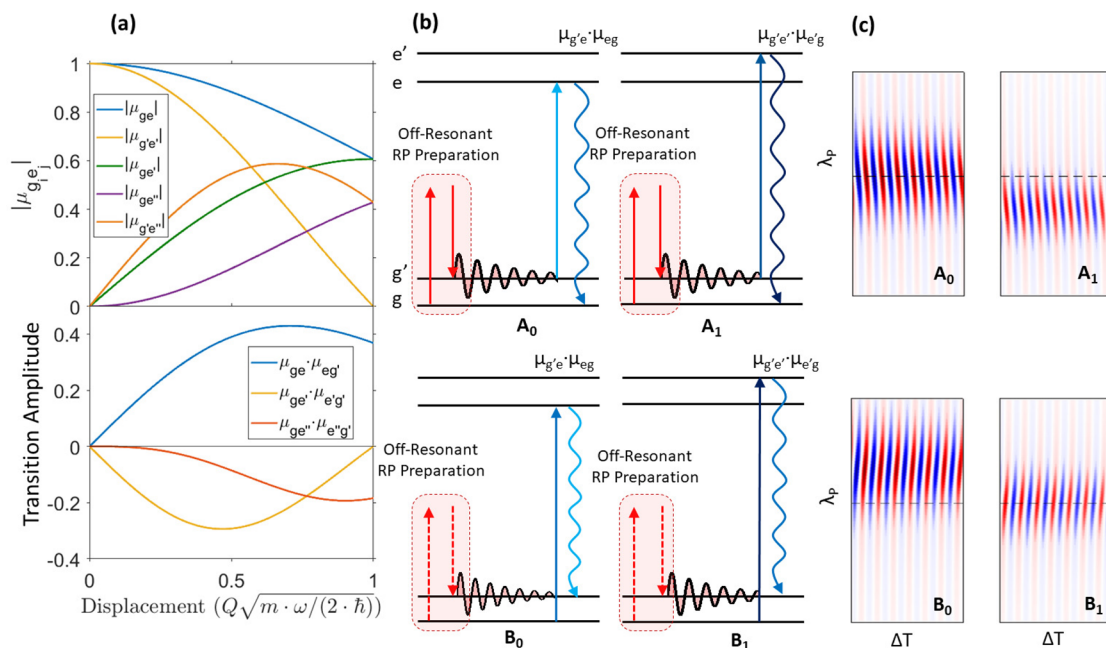 (a)
1
0.8
0.6
0.4
0.2
0
|μge|
|μg'e'|
|μge'|
|μge"|
|μg'e"|
|μgiej|
0.4
0.2
0
-0.2
-0.4
μge·μeg'
μge'·μe'g'
μge"·μe"g'
Transition Amplitude
0
0.5
1
Displacement (Q√m·ω/(2·ħ))
(b)
μg'e·μeg
e'
e
Off-Resonant
RP Preparation
g'
g
A0
μg'e'·μe'g
Off-Resonant
RP Preparation
A1
μg'e·μeg
Off-Resonant
RP Preparation
B0
μg'e'·μe'g
Off-Resonant
RP Preparation
B1
(c)
λP
A0
A1
λP
B0
B1
ΔT
ΔT